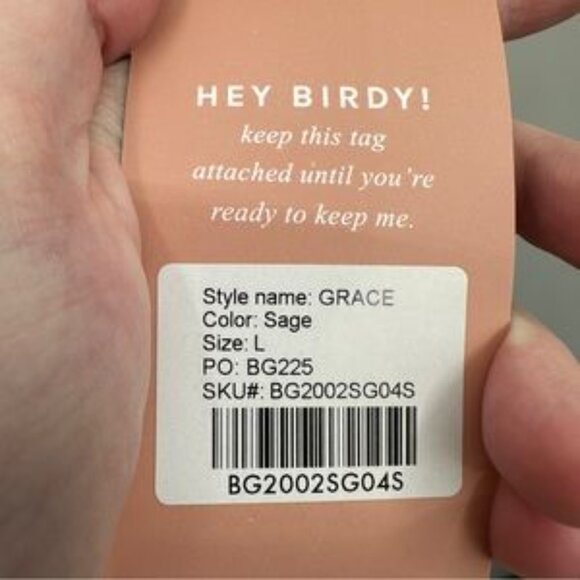 HEY BIRDY!
keep this tag
attached until you're
ready to keep me.
Style name: GRACE
Color: Sage
Size: L
PO: BG225
SKU#: BG2002SG04S
BG2002SG04S